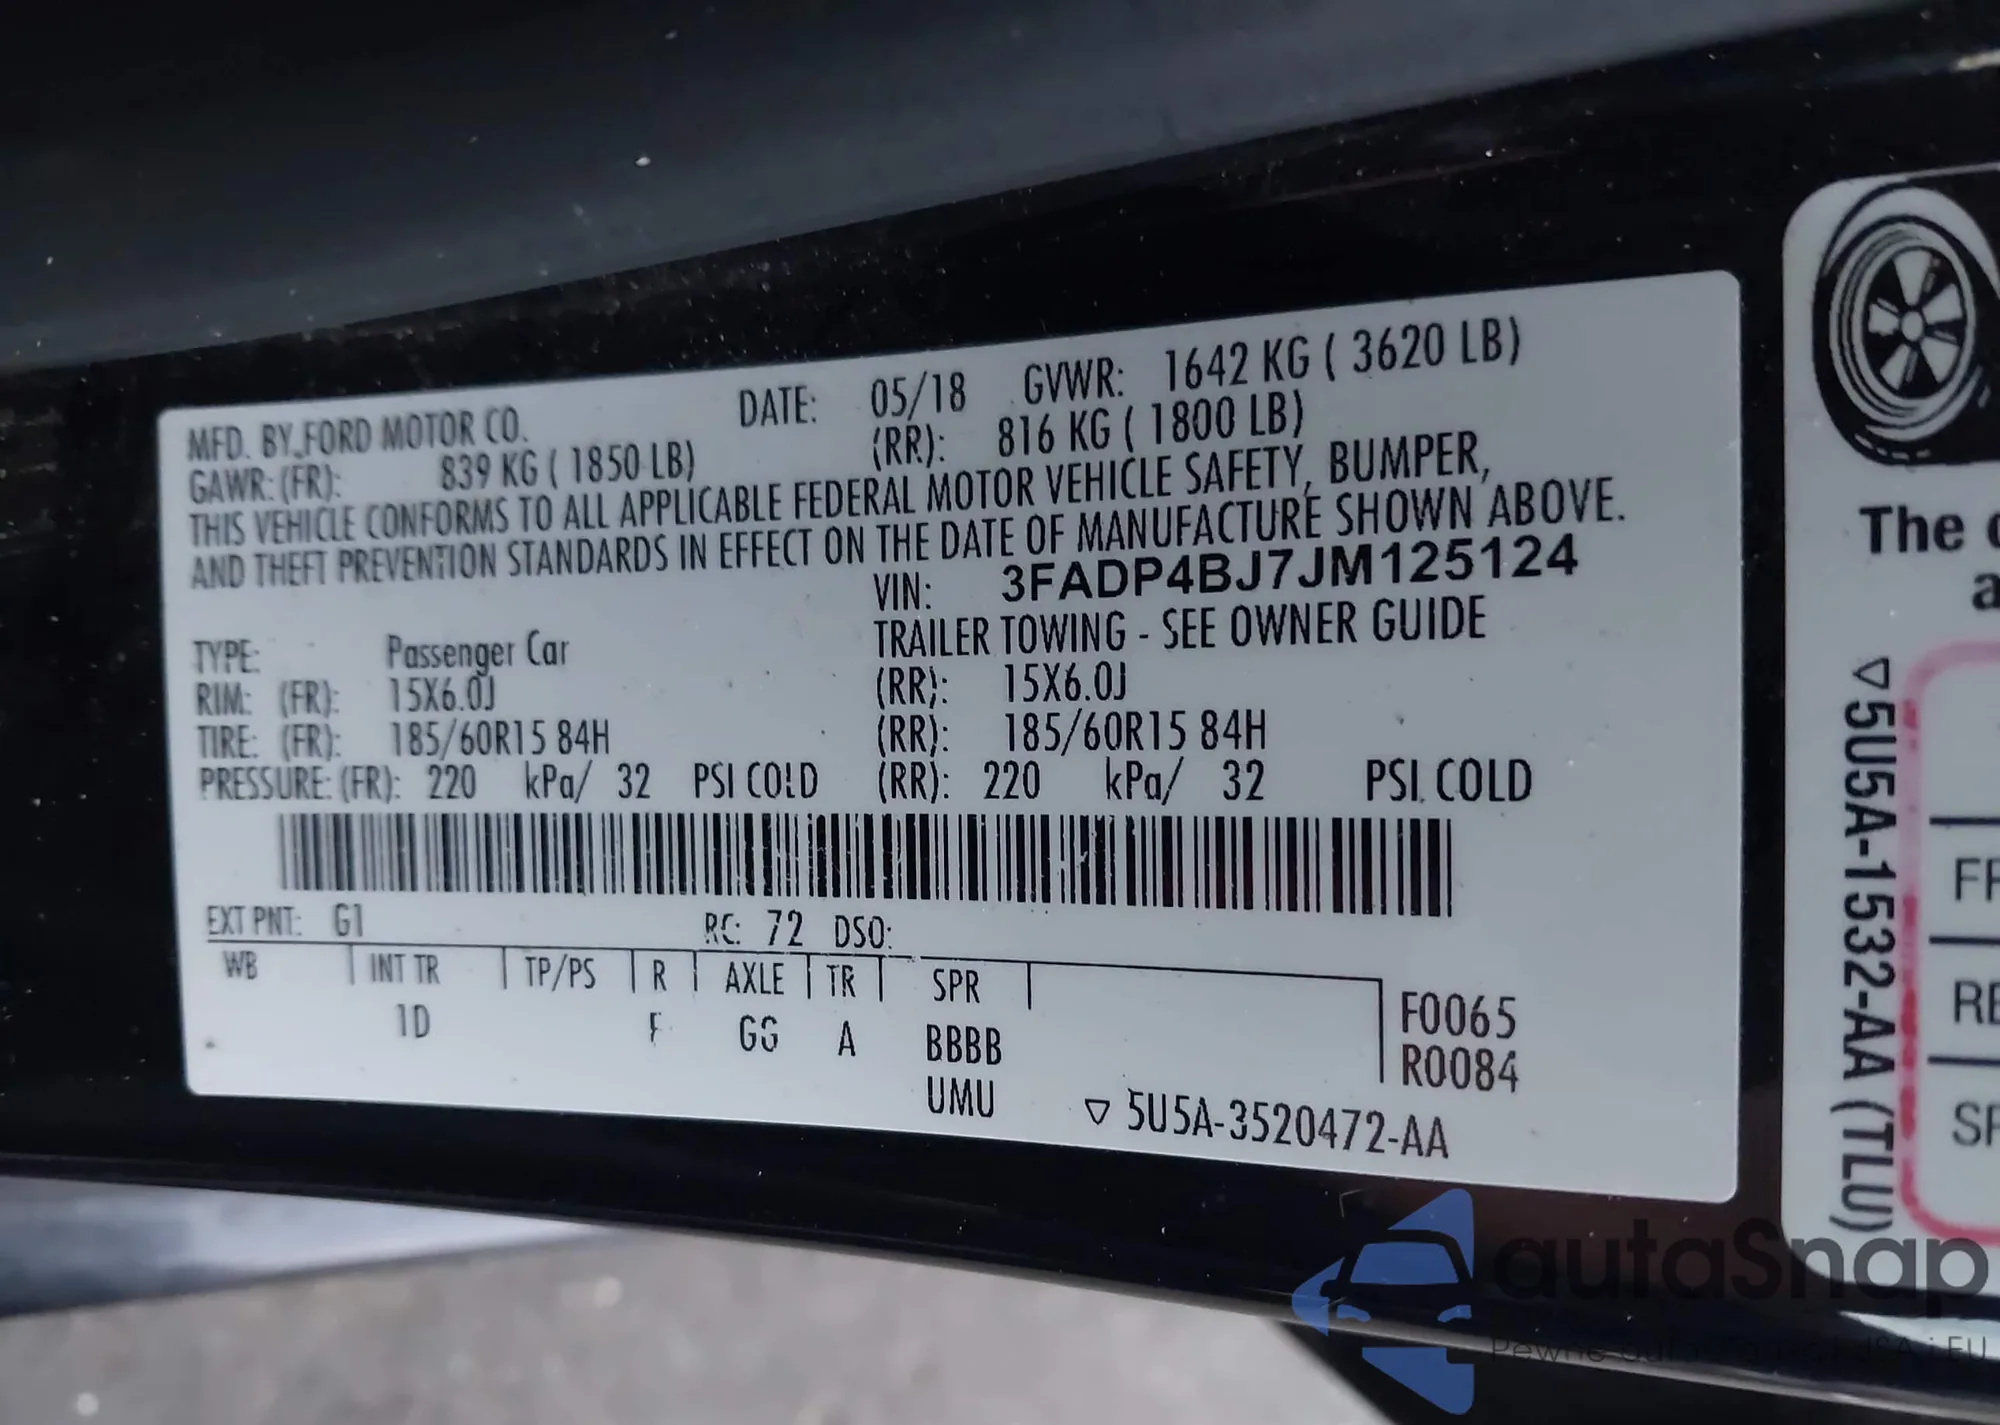 MFD. BY FORD MOTOR CO. DATE: 05/18 GVWR: 1642 KG ( 3620 LB)
GAWR: (FR): 839 KG ( 1850 LB) (RR): 816 KG ( 1800 LB)
THIS VEHICLE CONFORMS TO ALL APPLICABLE FEDERAL MOTOR VEHICLE SAFETY, BUMPER,
AND THEFT PREVENTION STANDARDS IN EFFECT ON THE DATE OF MANUFACTURE SHOWN ABOVE.
VIN: 3FADP4BJ7JM125124
TYPE: Passenger Car TRAILER TOWING - SEE OWNER GUIDE
RIM: (FR): 15X6.0J (RR): 15X6.0J
TIRE: (FR): 185/60R15 84H (RR): 185/60R15 84H
PRESSURE: (FR): 220 kPa/ 32 PSI COLD (RR): 220 kPa/ 32 PSI COLD
EXT PNT: G1 RC: 72 DSO:
WB INT TR TP/PS R AXLE TR SPR
1D F GG A BBBB F0065
UMU R0084
▽ 5U5A-3520472-AA
The
▽5U5A-1532-AA (TLU)
autaSnap